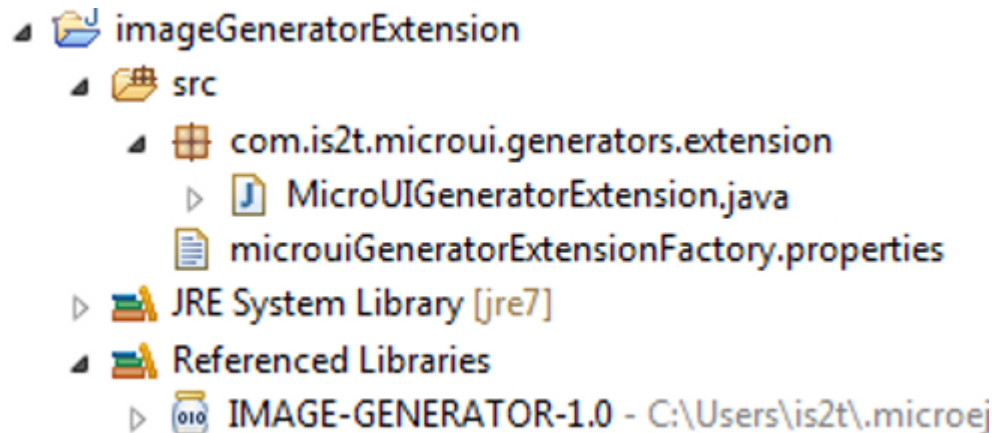 imageGeneratorExtension
src
com.is2t.microui.generators.extension
MicroUIGeneratorExtension.java
microuiGeneratorExtensionFactory.properties
JRE System Library [jre7]
Referenced Libraries
IMAGE-GENERATOR-1.0 - C:\Users\is2t\.microej